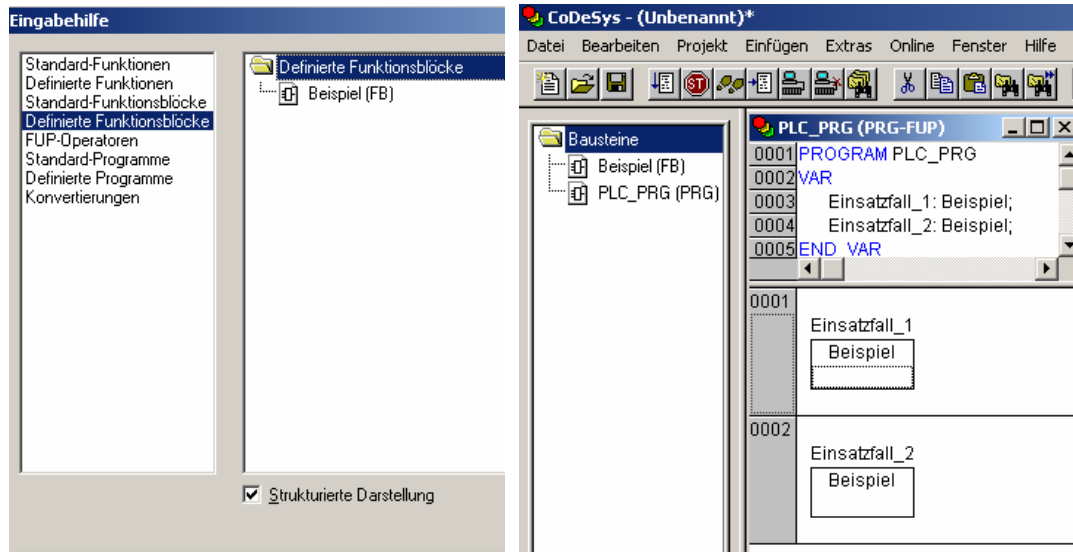 Eingabehilfe
Standard-Funktionen
Definierte Funktionen
Standard-Funktionsblöcke
Definierte Funktionsblöcke
FUP-Operatoren
Standard-Programme
Definierte Programme
Konvertierungen
Definierte Funktionsblöcke
Beispiel (FB)
Strukturierte Darstellung
CoDeSys - (Unbenannt)*
Datei Bearbeiten Projekt Einfügen Extras Online Fenster Hilfe
ST
Bausteine
Beispiel (FB)
PLC_PRG (PRG)
PLC_PRG (PRG-FUP)
0001 PROGRAM PLC_PRG
0002 VAR
0003 Einsatzfall_1: Beispiel;
0004 Einsatzfall_2: Beispiel;
0005 END_VAR
0001
Einsatzfall_1
Beispiel
0002
Einsatzfall_2
Beispiel